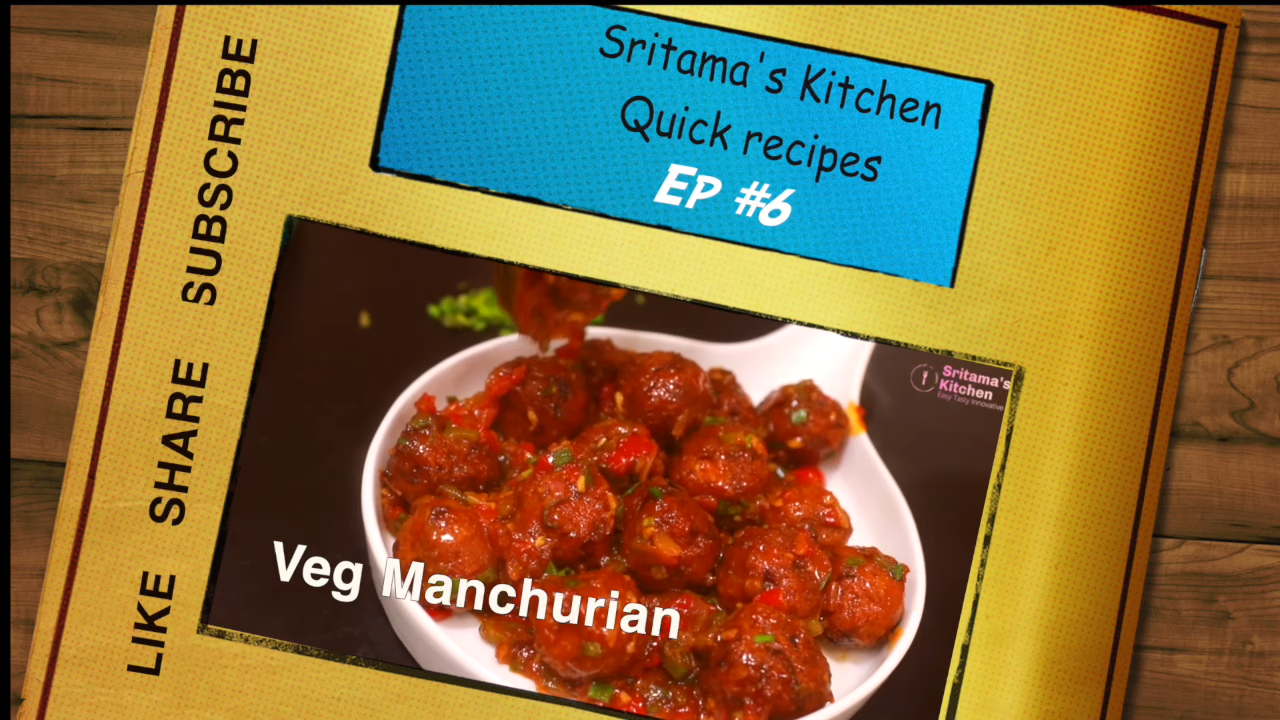 Sritama's Kitchen
Quick recipes
EP #6
LIKE SHARE SUBSCRIBE
Sritama's
Kitchen
Easy Tasty Innovative
Veg Manchurian